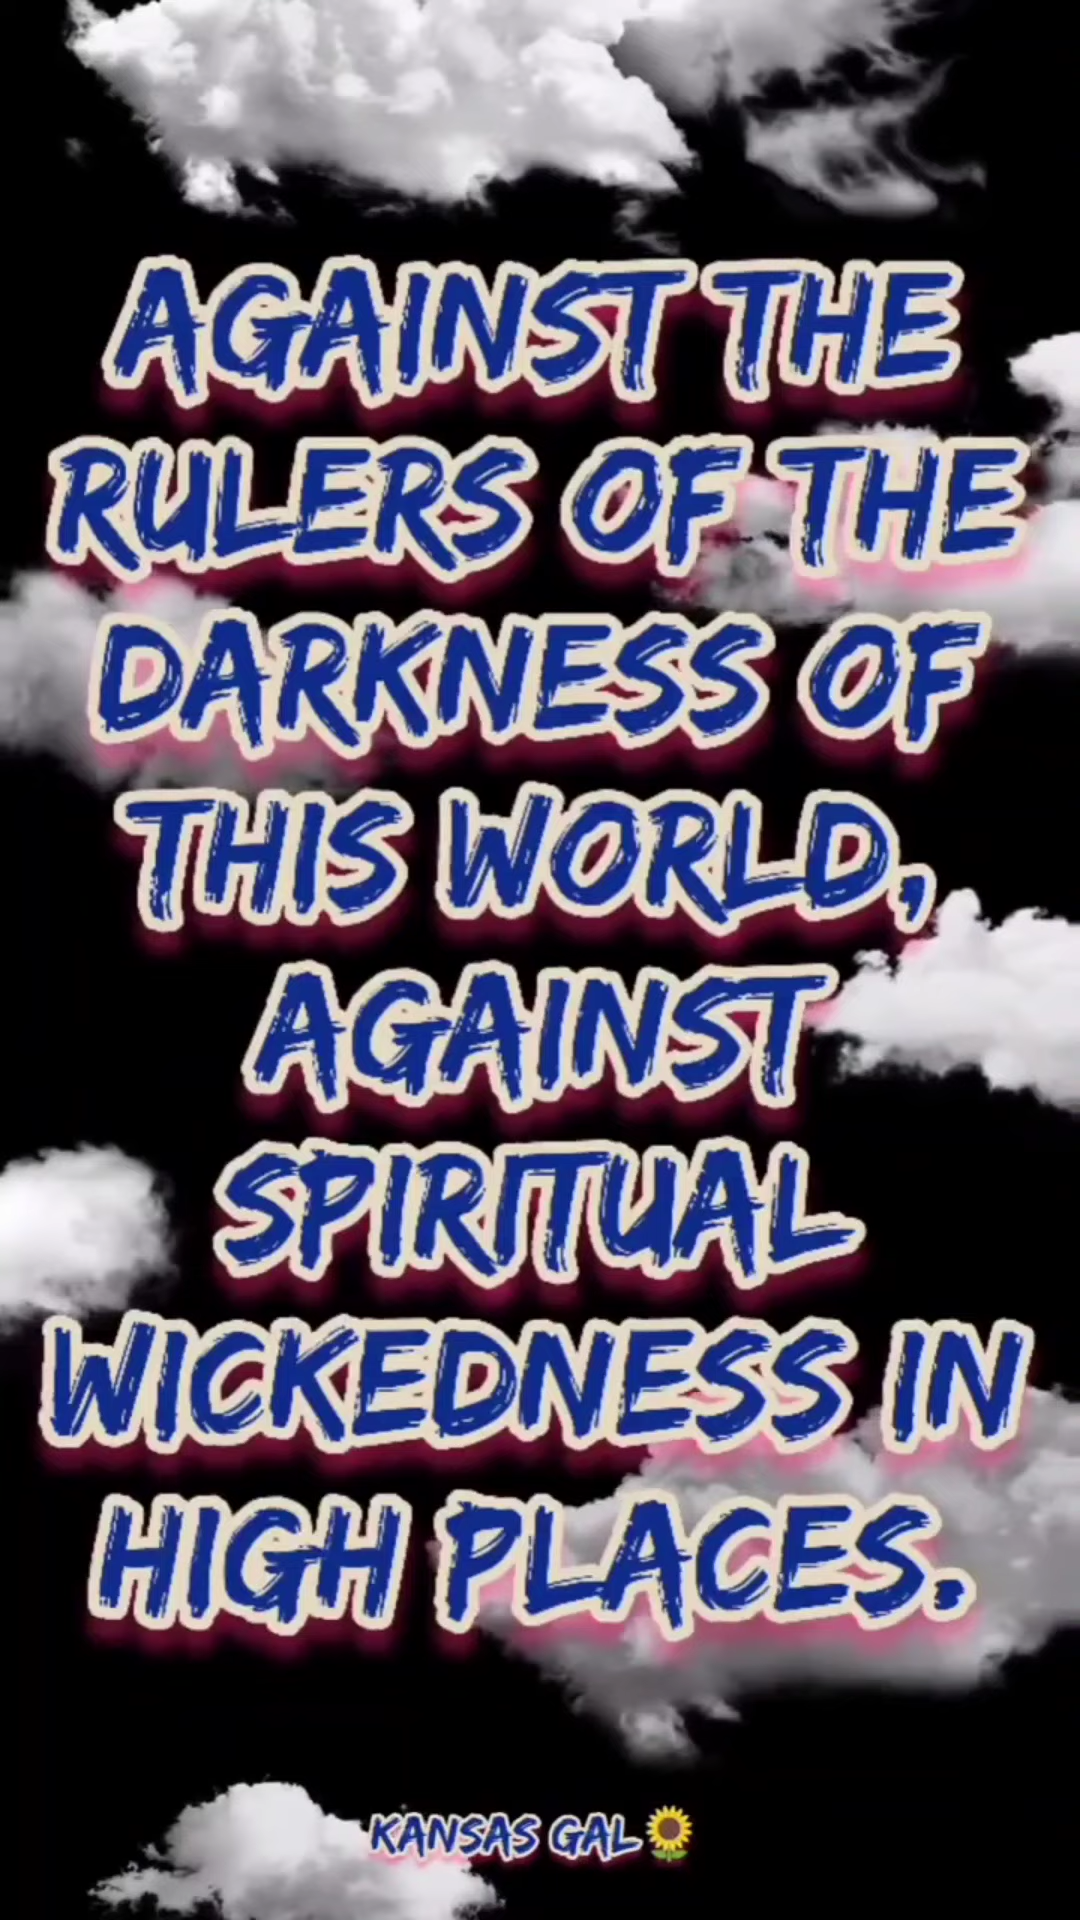 AGAINST THE
RULERS OF THE
DARKNESS OF
THIS WORLD,
AGAINST
SPIRITUAL
WICKEDNESS IN
HIGH PLACES.
KANSAS GAL🌻